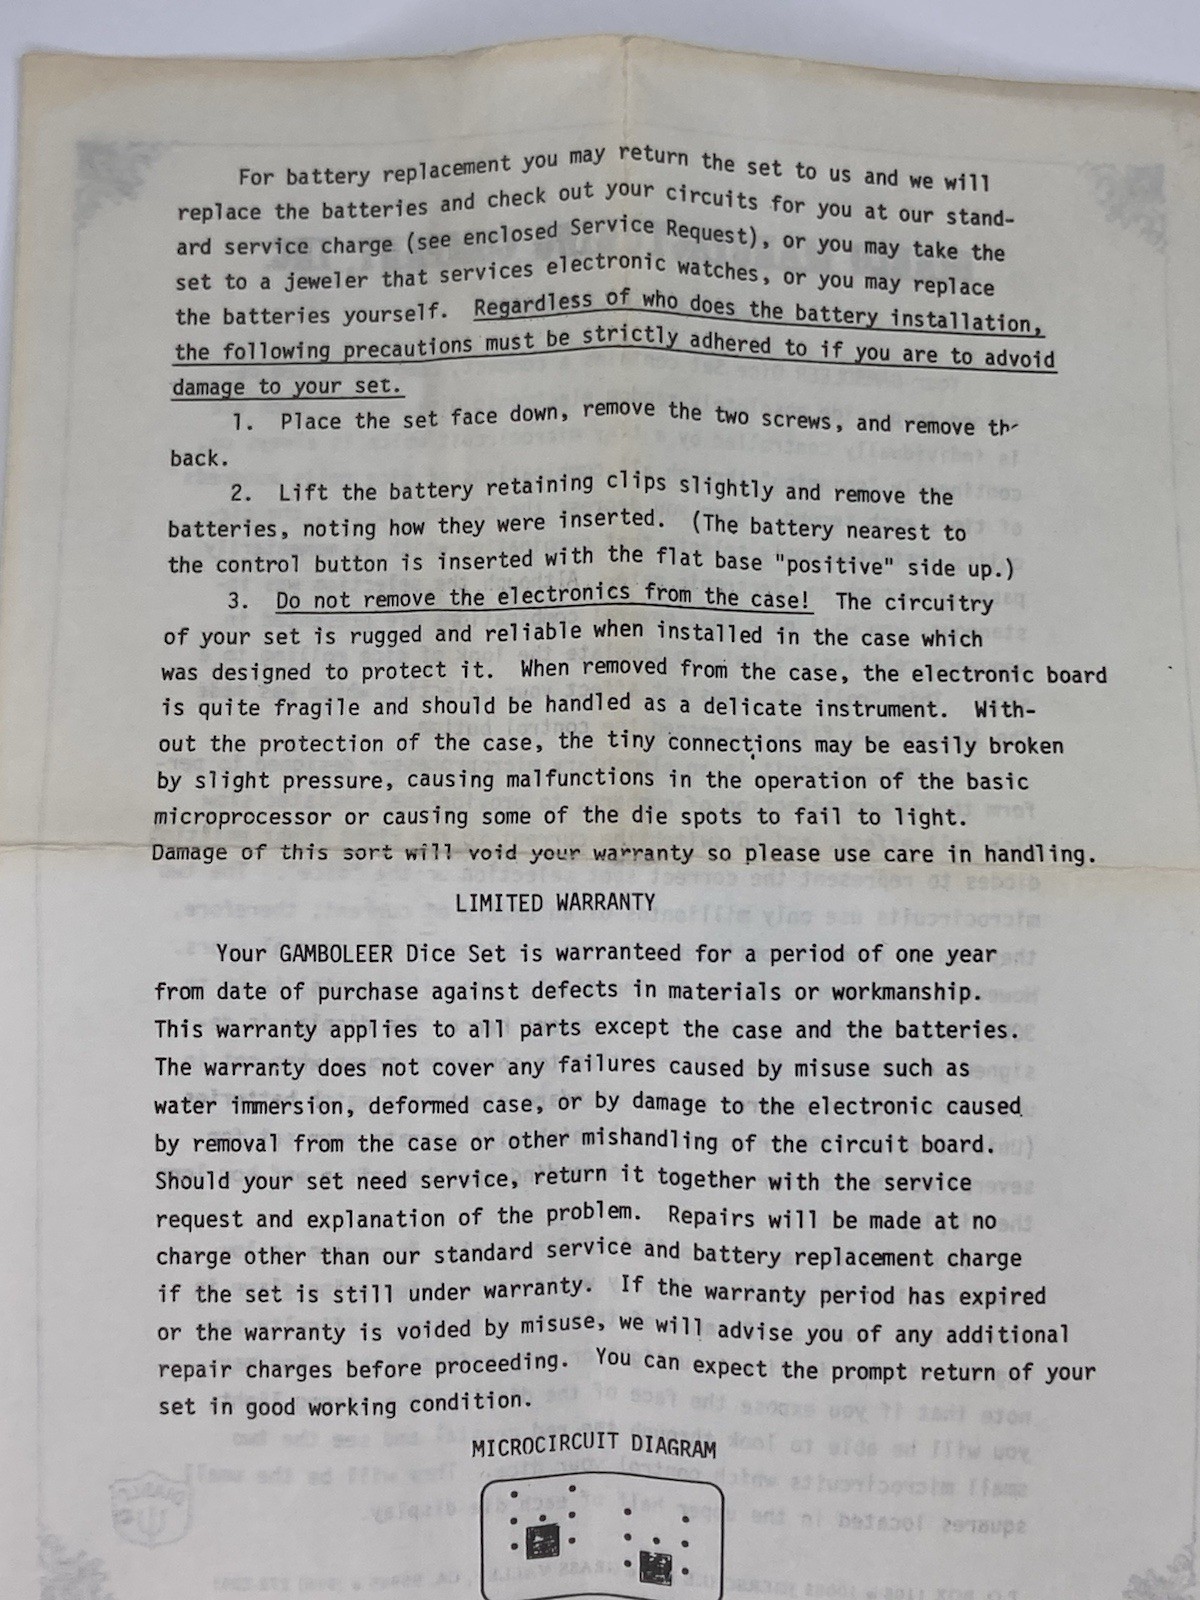 For battery replacement you may return the set to us and we will
replace the batteries and check out your circuits for you at our stand-
ard service charge (see enclosed Service Request), or you may take the
set to a jeweler that services electronic watches, or you may replace
the batteries yourself. Regardless of who does the battery installation,
the following precautions must be strictly adhered to if you are to advoid
damage to your set.
1. Place the set face down, remove the two screws, and remove th
back.
2. Lift the battery retaining clips slightly and remove the
batteries, noting how they were inserted. (The battery nearest to
the control button is inserted with the flat base "positive" side up.)
3. Do not remove the electronics from the case! The circuitry
of your set is rugged and reliable when installed in the case which
was designed to protect it. When removed from the case, the electronic board
is quite fragile and should be handled as a delicate instrument. With-
out the protection of the case, the tiny connections may be easily broken
by slight pressure, causing malfunctions in the operation of the basic
microprocessor or causing some of the die spots to fail to light.
Damage of this sort will void your warranty so please use care in handling.
LIMITED WARRANTY
Your GAMBOLEER Dice Set is warranteed for a period of one year
from date of purchase against defects in materials or workmanship.
This warranty applies to all parts except the case and the batteries.
The warranty does not cover any failures caused by misuse such as
water immersion, deformed case, or by damage to the electronic caused
by removal from the case or other mishandling of the circuit board.
Should your set need service, return it together with the service
request and explanation of the problem. Repairs will be made at no
charge other than our standard service and battery replacement charge
if the set is still under warranty. If the warranty period has expired
or the warranty is voided by misuse, we will advise you of any additional
repair charges before proceeding. You can expect the prompt return of your
set in good working condition.
MICROCIRCUIT DIAGRAM